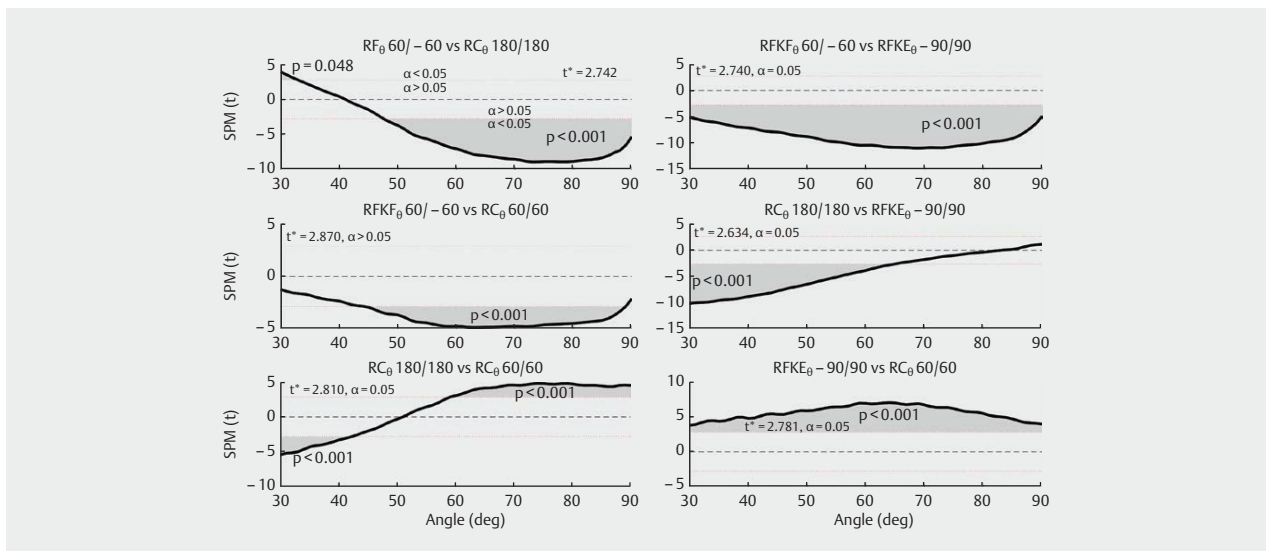 RFθ 60/ – 60 vs RCθ 180/180
5
0
– 5
– 10
SPM (t)
p = 0.048
α < 0.05
α > 0.05
t* = 2.742
α > 0.05
α < 0.05
p < 0.001
30 40 50 60 70 80 90
RFKFθ 60/ – 60 vs RFKEθ – 90/90
5
0
– 5
– 10
– 15
t* = 2.740, α = 0.05
p < 0.001
30 40 50 60 70 80 90
RFKFθ 60/ – 60 vs RCθ 60/60
5
0
– 5
SPM (t)
t* = 2.870, α > 0.05
p < 0.001
30 40 50 60 70 80 90
RCθ 180/180 vs RFKEθ – 90/90
5
0
– 5
– 10
– 15
t* = 2.634, α = 0.05
p < 0.001
30 40 50 60 70 80 90
RCθ 180/180 vs RCθ 60/60
5
0
– 5
– 10
SPM (t)
t* = 2.810, α = 0.05
p < 0.001
p < 0.001
30 40 50 60 70 80 90
Angle (deg)
RFKEθ – 90/90 vs RCθ 60/60
10
5
0
– 5
p < 0.001
t* = 2.781, α = 0.05
30 40 50 60 70 80 90
Angle (deg)